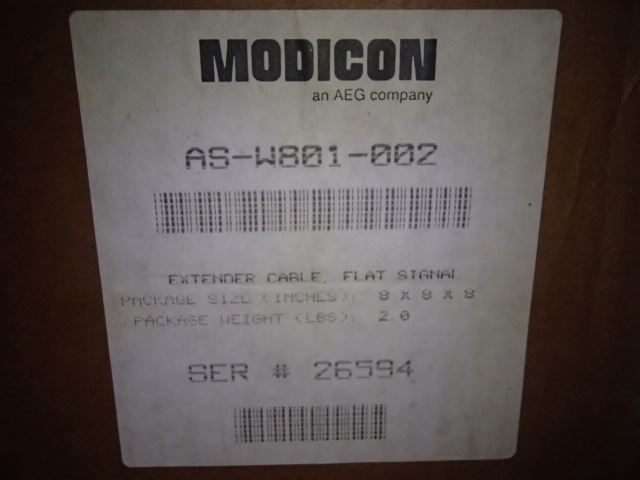 MODICON
an AEG company
AS-W801-002
EXTENDER CABLE, FLAT SIGNAL
PACKAGE SIZE (INCHES): 8 X 8 X 8
PACKAGE WEIGHT (LBS): 2.0
SER # 26594